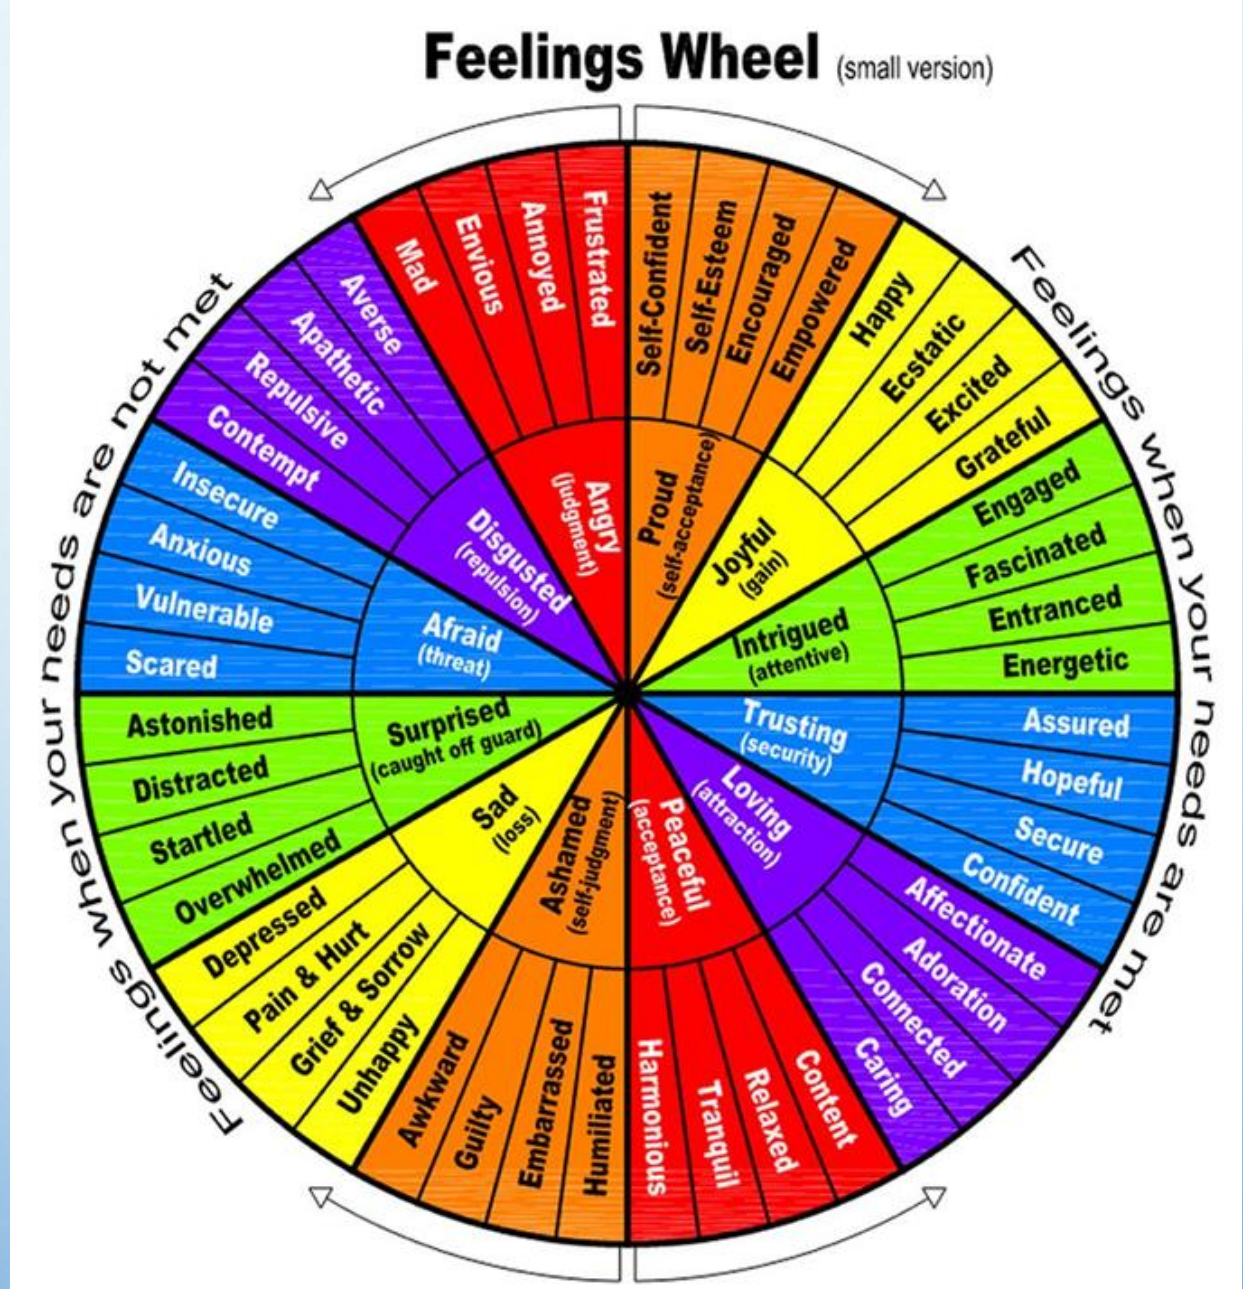 Feelings Wheel (small version)
Feelings when your needs are met
Feelings when your needs are not met
Proud
(self-acceptance)
Self-Confident
Self-Esteem
Encouraged
Empowered
Joyful
(gain)
Happy
Ecstatic
Excited
Grateful
Intrigued
(attentive)
Engaged
Fascinated
Entranced
Energetic
Trusting
(security)
Assured
Hopeful
Secure
Confident
Loving
(attraction)
Affectionate
Adoration
Connected
Caring
Peaceful
(acceptance)
Content
Relaxed
Tranquil
Harmonious
Ashamed
(self-judgment)
Humiliated
Embarrassed
Guilty
Awkward
Sad
(loss)
Unhappy
Grief & Sorrow
Pain & Hurt
Depressed
Surprised
(caught off guard)
Overwhelmed
Startled
Distracted
Astonished
Afraid
(threat)
Scared
Vulnerable
Anxious
Insecure
Disgusted
(repulsion)
Contempt
Repulsive
Apathetic
Averse
Angry
(judgment)
Mad
Envious
Annoyed
Frustrated